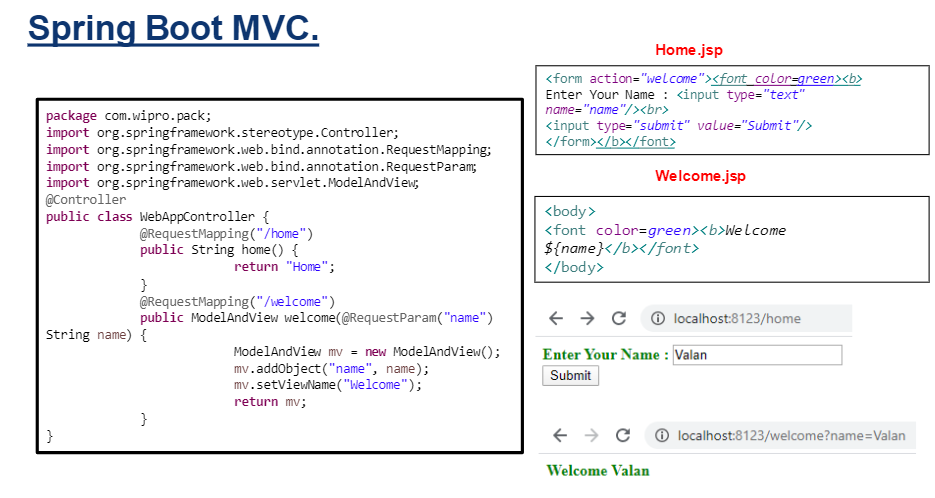 Spring Boot MVC.
package com.wipro.pack;
import org.springframework.stereotype.Controller;
import org.springframework.web.bind.annotation.RequestMapping;
import org.springframework.web.bind.annotation.RequestParam;
import org.springframework.web.servlet.ModelAndView;
@Controller
public class WebAppController {
@RequestMapping("/home")
public String home() {
return "Home";
}
@RequestMapping("/welcome")
public ModelAndView welcome(@RequestParam("name")
String name) {
ModelAndView mv = new ModelAndView();
mv.addObject("name", name);
mv.setViewName("Welcome");
return mv;
}
}
Home.jsp
<form action="welcome"><font color=green><b>
Enter Your Name : <input type="text"
name="name"/><br>
<input type="submit" value="Submit"/>
</form></b></font>
Welcome.jsp
<body>
<font color=green><b>Welcome
${name}</b></font>
</body>
localhost:8123/home
Enter Your Name : Valan
Submit
localhost:8123/welcome?name=Valan
Welcome Valan